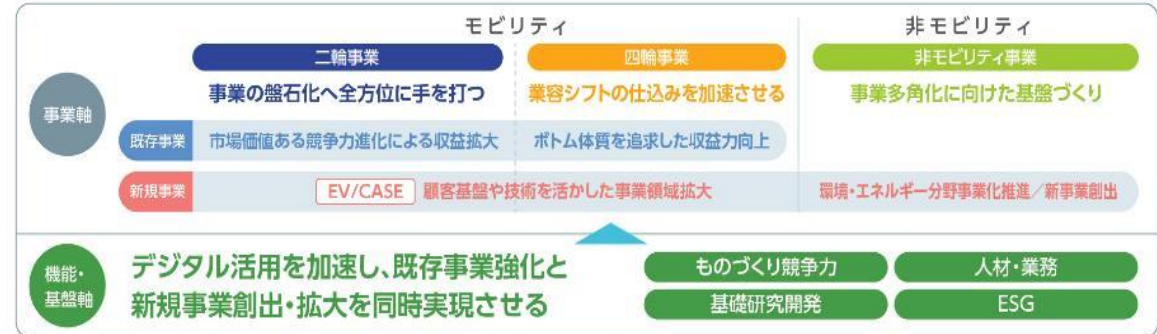 モビリティ
非モビリティ
二輪事業
四輪事業
非モビリティ事業
事業軸
事業の盤石化へ全方位に手を打つ
業容シフトの仕込みを加速させる
事業多角化に向けた基盤づくり
既存事業
市場価値ある競争力進化による収益拡大
ボトム体質を追求した収益力向上
新規事業
EV/CASE 顧客基盤や技術を活かした事業領域拡大
環境・エネルギー分野事業化推進/新事業創出
機能・
基盤軸
デジタル活用を加速し、既存事業強化と
新規事業創出・拡大を同時実現させる
ものづくり競争力
人材・業務
基礎研究開発
ESG